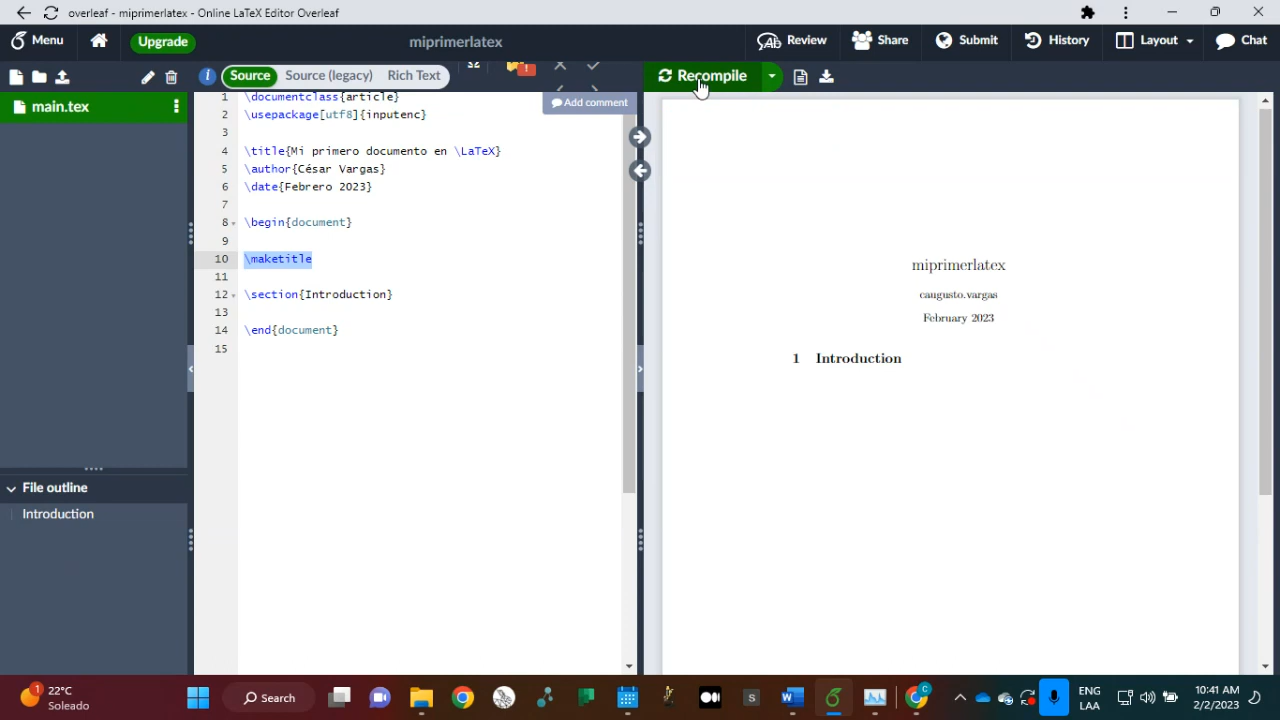 overleaf - miprimerlatex - Online LaTeX Editor Overleaf
Menu Upgrade miprimerlatex Review Share Submit History Layout Chat
Source Source (legacy) Rich Text Recompile
main.tex
Add comment
1 \documentclass{article}
2 \usepackage[utf8]{inputenc}
3
4 \title{Mi primero documento en \LaTeX}
5 \author{César Vargas}
6 \date{Febrero 2023}
7
8 \begin{document}
9
10 \maketitle
11
12 \section{Introduction}
13
14 \end{document}
15
miprimerlatex
caugusto.vargas
February 2023
1 Introduction
File outline
Introduction
22°C
Soleado
Search
ENG
LAA
10:41 AM
2/2/2023